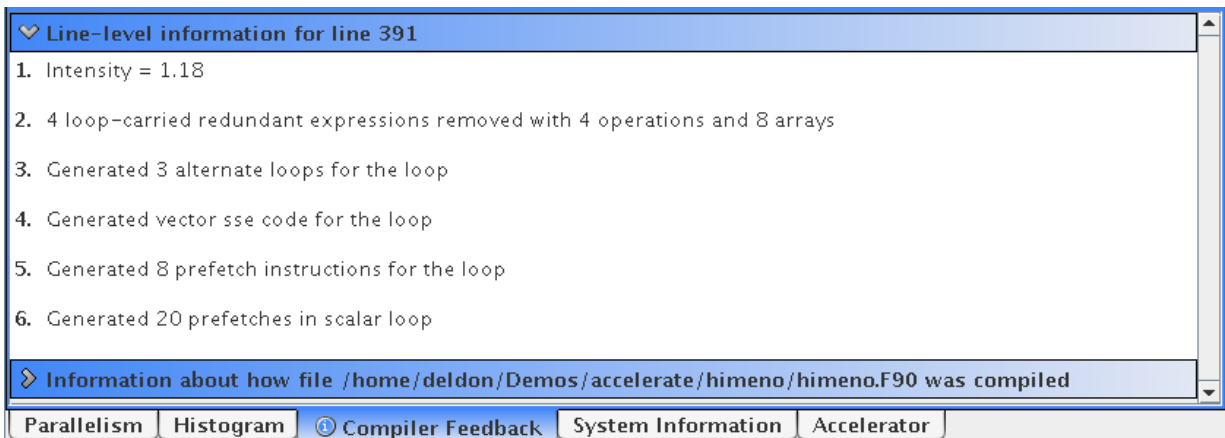 Line-level information for line 391
1. Intensity = 1.18
2. 4 loop-carried redundant expressions removed with 4 operations and 8 arrays
3. Generated 3 alternate loops for the loop
4. Generated vector sse code for the loop
5. Generated 8 prefetch instructions for the loop
6. Generated 20 prefetches in scalar loop
Information about how file /home/deldon/Demos/accelerate/himeno/himeno.F90 was compiled
Parallelism Histogram Compiler Feedback System Information Accelerator